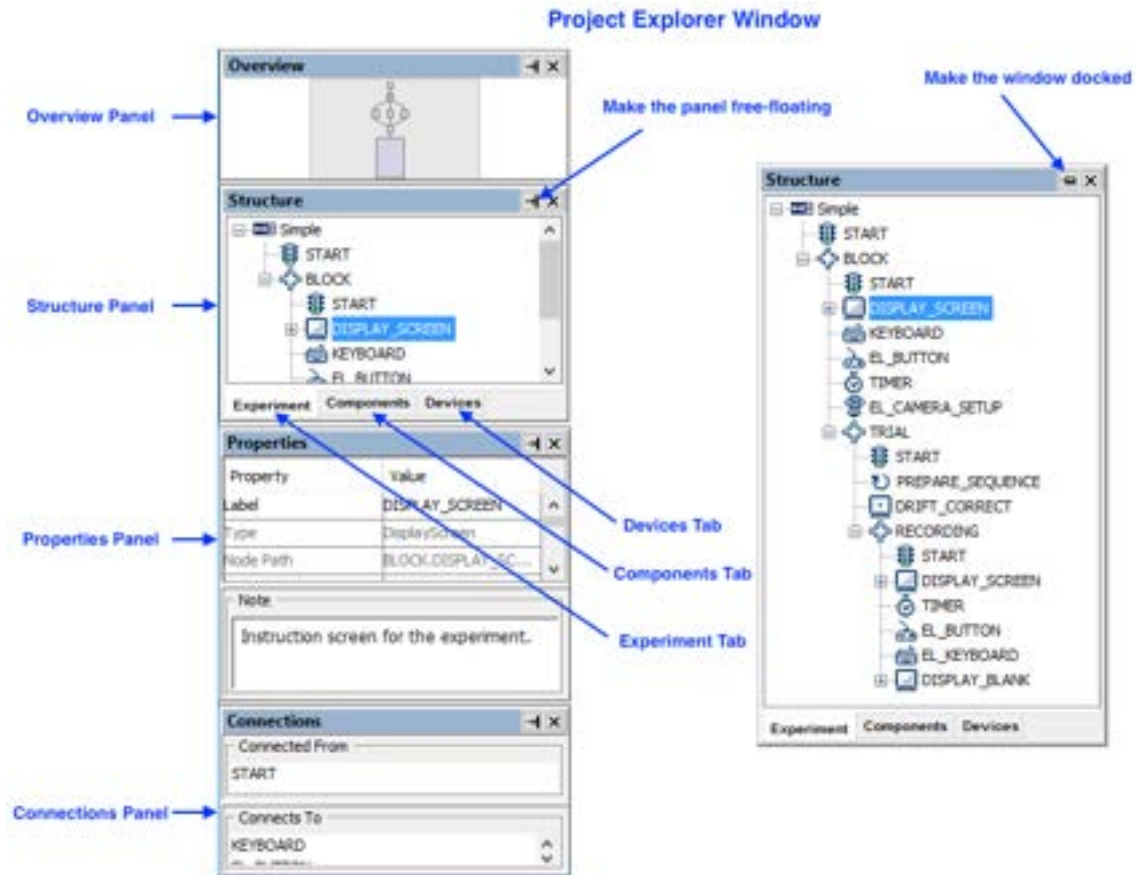 Project Explorer Window
Overview
Make the window docked
Overview Panel
Make the panel free-floating
Structure
Simple
START
BLOCK
START
DISPLAY_SCREEN
KEYBOARD
EL_BUTTON
Structure Panel
Experiment Components Devices
Properties
Property Value
Label DISPLAY_SCREEN
Type DisplayScreen
Node Path BLOCK.DISPLAY_SC...
Properties Panel
Note
Instruction screen for the experiment.
Devices Tab
Components Tab
Experiment Tab
Connections
Connected From
START
Connections Panel
Connects To
KEYBOARD
Structure
Simple
START
BLOCK
START
DISPLAY_SCREEN
KEYBOARD
EL_BUTTON
TIMER
EL_CAMERA_SETUP
TRIAL
START
PREPARE_SEQUENCE
DRIFT_CORRECT
RECORDING
START
DISPLAY_SCREEN
TIMER
EL_BUTTON
EL_KEYBOARD
DISPLAY_BLANK
Experiment Components Devices